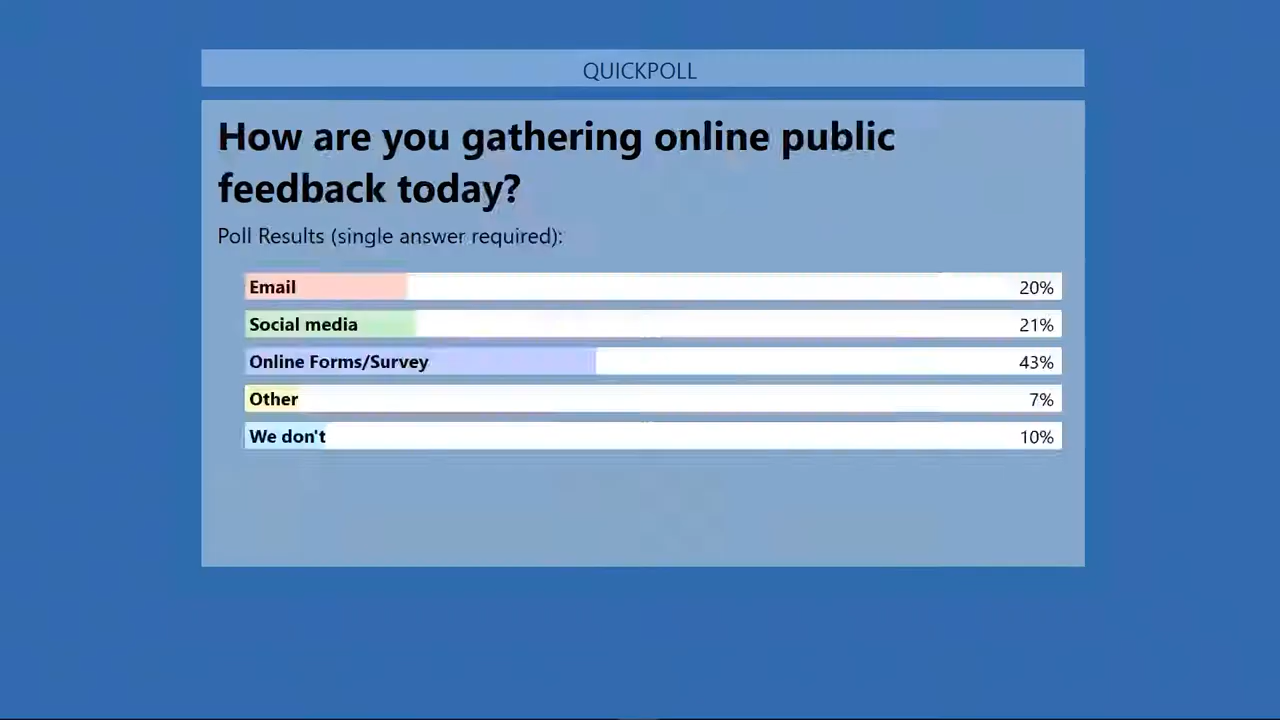 QUICKPOLL
How are you gathering online public
feedback today?
Poll Results (single answer required):
Email 20%
Social media 21%
Online Forms/Survey 43%
Other 7%
We don't 10%